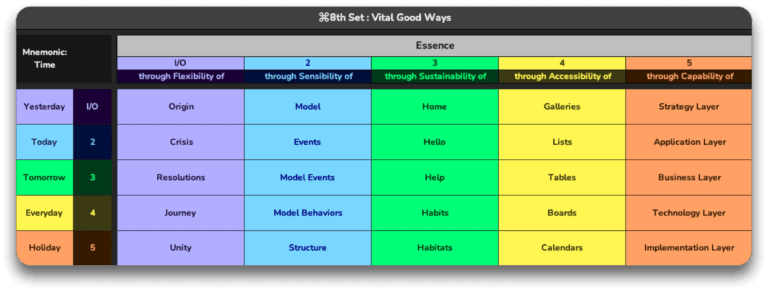 ⌘8th Set : Vital Good Ways
Mnemonic:
Time
Essence
I/O 2 3 4 5
through Flexibility of through Sensibility of through Sustainability of through Accessibility of through Capability of
Yesterday I/O Origin Model Home Galleries Strategy Layer
Today 2 Crisis Events Hello Lists Application Layer
Tomorrow 3 Resolutions Model Events Help Tables Business Layer
Everyday 4 Journey Model Behaviors Habits Boards Technology Layer
Holiday 5 Unity Structure Habitats Calendars Implementation Layer